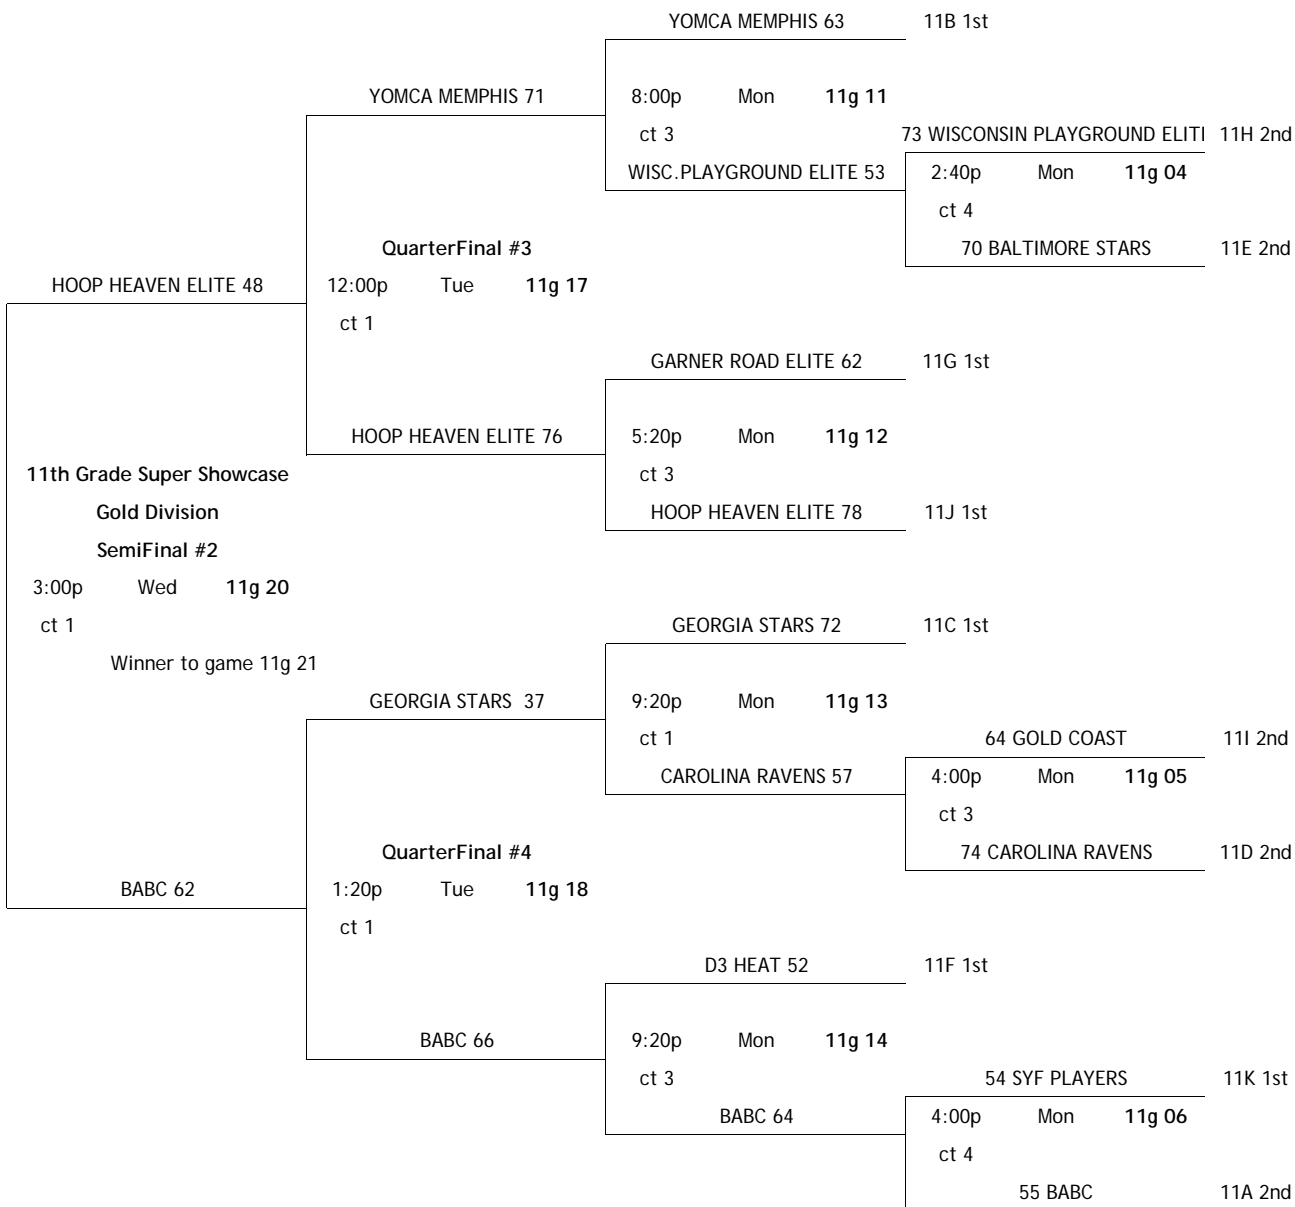 YOMCA MEMPHIS 63 11B 1st
YOMCA MEMPHIS 71 8:00p Mon 11g 11
ct 3 73 WISCONSIN PLAYGROUND ELITI 11H 2nd
WISC.PLAYGROUND ELITE 53 2:40p Mon 11g 04
ct 4
QuarterFinal #3 70 BALTIMORE STARS 11E 2nd
HOOP HEAVEN ELITE 48 12:00p Tue 11g 17
ct 1
GARNER ROAD ELITE 62 11G 1st
HOOP HEAVEN ELITE 76 5:20p Mon 11g 12
11th Grade Super Showcase ct 3
Gold Division HOOP HEAVEN ELITE 78 11J 1st
SemiFinal #2
3:00p Wed 11g 20
ct 1 GEORGIA STARS 72 11C 1st
Winner to game 11g 21
GEORGIA STARS 37 9:20p Mon 11g 13
ct 1 64 GOLD COAST 11I 2nd
CAROLINA RAVENS 57 4:00p Mon 11g 05
ct 3
QuarterFinal #4 74 CAROLINA RAVENS 11D 2nd
BABC 62 1:20p Tue 11g 18
ct 1
D3 HEAT 52 11F 1st
BABC 66 9:20p Mon 11g 14
ct 3 54 SYF PLAYERS 11K 1st
BABC 64 4:00p Mon 11g 06
ct 4
55 BABC 11A 2nd